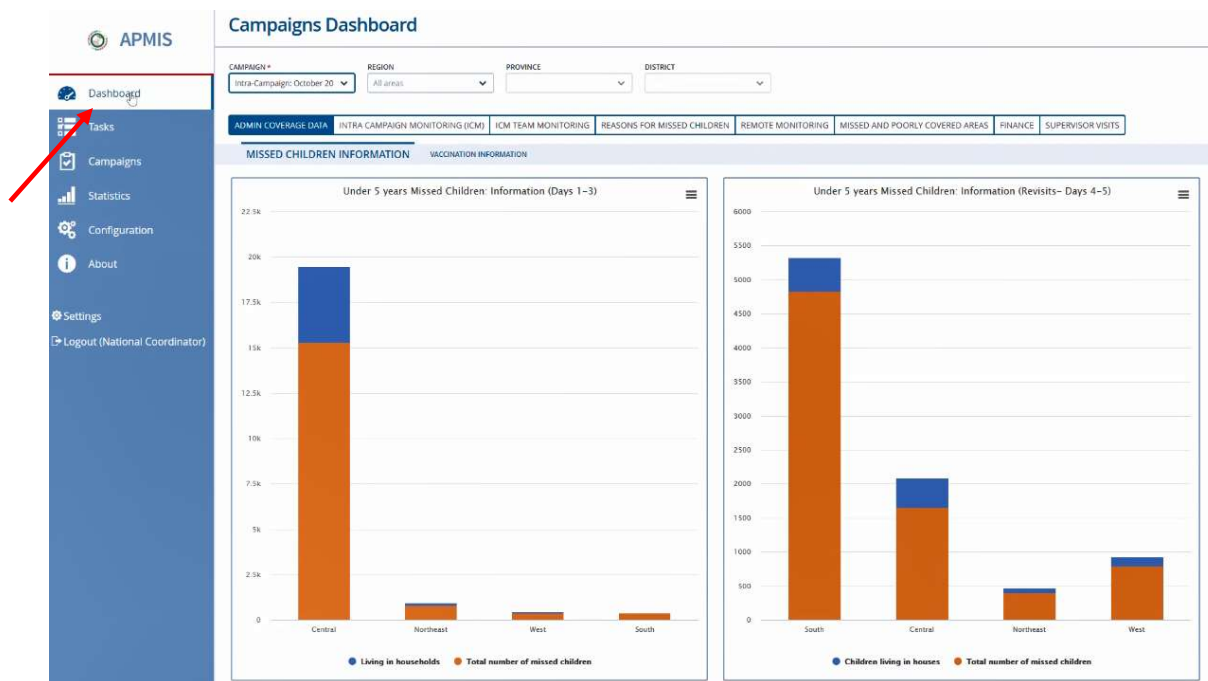 APMIS
Dashboard
Tasks
Campaigns
Statistics
Configuration
About
Settings
Logout (National Coordinator)
Campaigns Dashboard
CAMPAIGN * REGION PROVINCE DISTRICT
Intra-Campaign: October 20 All areas
ADMIN COVERAGE DATA INTRA CAMPAIGN MONITORING (ICM) ICM TEAM MONITORING REASONS FOR MISSED CHILDREN REMOTE MONITORING MISSED AND POORLY COVERED AREAS FINANCE SUPERVISOR VISITS
MISSED CHILDREN INFORMATION VACCINATION INFORMATION
Under 5 years Missed Children: Information (Days 1-3)
22.5k
20k
17.5k
15k
12.5k
10k
7.5k
5k
2.5k
0
Central Northeast West South
Living in households Total number of missed children
Under 5 years Missed Children: Information (Revisits- Days 4-5)
6000
5500
5000
4500
4000
3500
3000
2500
2000
1500
1000
500
0
South Central Northeast West
Children living in houses Total number of missed children